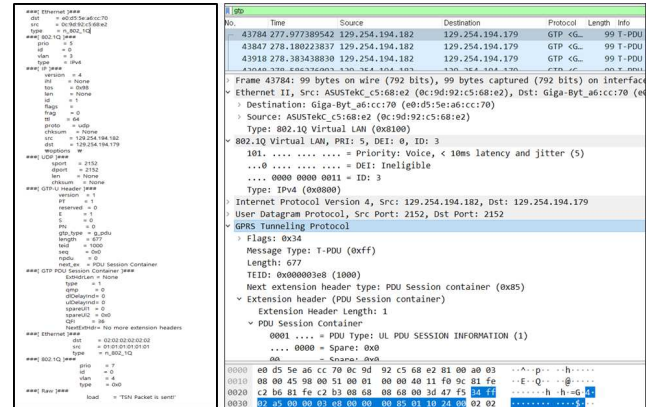 ###[ Ethernet ]###
dst = e0:d5:5e:a6:cc:70
src = 0c:9d:92:c5:68:e2
type = n_802_1Q
###[ 802.1Q ]###
prio = 5
id = 0
vlan = 3
type = IPv4
###[ IP ]###
version = 4
ihl = None
tos = 0x98
len = None
id = 1
flags =
frag = 0
ttl = 64
proto = udp
chksum = None
src = 129.254.194.182
dst = 129.254.194.179
₩options ₩
###[ UDP ]###
sport = 2152
dport = 2152
len = None
chksum = None
###[ GTP-U Header ]###
version = 1
PT = 1
reserved = 0
E = 1
S = 0
PN = 0
gtp_type = g_pdu
length = 677
teid = 1000
seq = 0x0
npdu = 0
next_ex = PDU Session Container
###[ GTP PDU Session Container ]###
ExtHdrLen = None
type = 1
qmp = 0
dlDelayInd= 0
ulDelayInd= 0
spareUl1 = 0
spareUl2 = 0x0
QFI = 36
NextExtHdr= No more extension headers
###[ Ethernet ]###
dst = 02:02:02:02:02:02
src = 01:01:01:01:01:01
type = n_802_1Q
###[ 802.1Q ]###
prio = 7
id = 0
vlan = 4
type = 0x0
###[ Raw ]###
load = 'TSN Packet is sent!'
gtp
No. Time Source Destination Protocol Length Info
43784 277.977389542 129.254.194.182 129.254.194.179 GTP <G… 99 T-PDU
43847 278.180223837 129.254.194.182 129.254.194.179 GTP <G… 99 T-PDU
43918 278.383438830 129.254.194.182 129.254.194.179 GTP <G… 99 T-PDU
Frame 43784: 99 bytes on wire (792 bits), 99 bytes captured (792 bits) on interface
Ethernet II, Src: ASUSTekC_c5:68:e2 (0c:9d:92:c5:68:e2), Dst: Giga-Byt_a6:cc:70 (e0
Destination: Giga-Byt_a6:cc:70 (e0:d5:5e:a6:cc:70)
Source: ASUSTekC_c5:68:e2 (0c:9d:92:c5:68:e2)
Type: 802.1Q Virtual LAN (0x8100)
802.1Q Virtual LAN, PRI: 5, DEI: 0, ID: 3
101. .... .... .... = Priority: Voice, < 10ms latency and jitter (5)
...0 .... .... .... = DEI: Ineligible
.... 0000 0000 0011 = ID: 3
Type: IPv4 (0x0800)
Internet Protocol Version 4, Src: 129.254.194.182, Dst: 129.254.194.179
User Datagram Protocol, Src Port: 2152, Dst Port: 2152
GPRS Tunneling Protocol
Flags: 0x34
Message Type: T-PDU (0xff)
Length: 677
TEID: 0x000003e8 (1000)
Next extension header type: PDU Session container (0x85)
Extension header (PDU Session container)
Extension Header Length: 1
PDU Session Container
0001 .... = PDU Type: UL PDU SESSION INFORMATION (1)
.... 0000 = Spare: 0x0
00.. .... = Spare: 0x0
0000 e0 d5 5e a6 cc 70 0c 9d 92 c5 68 e2 81 00 a0 03 ··^··p·· ··h·····
0010 08 00 45 98 00 51 00 01 00 00 40 11 f0 9c 81 fe ··E··Q·· ··@·····
0020 c2 b6 81 fe c2 b3 08 68 08 68 00 3d 47 f5 34 ff ·······h ·h·=G·4·
0030 02 a5 00 00 03 e8 00 00 00 85 01 10 24 00 02 02 ········ ····$···